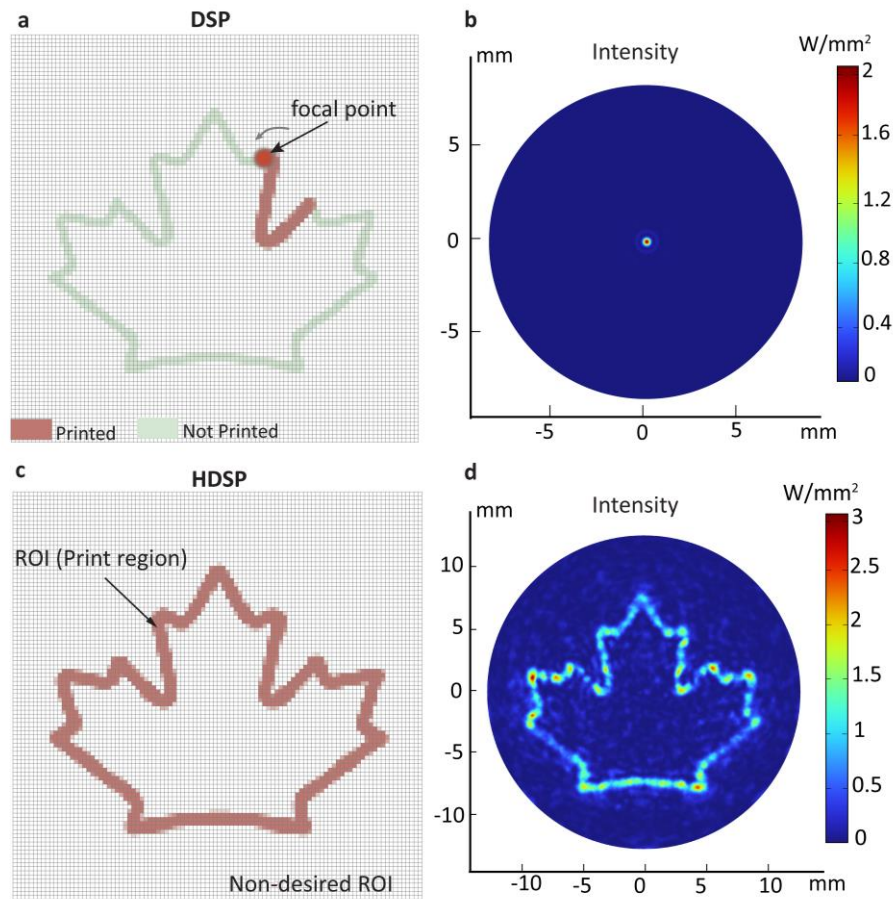 a
DSP
focal point
Printed
Not Printed
b
W/mm²
mm
Intensity
2
1.6
1.2
0.8
0.4
0
5
0
-5
-5
0
5
mm
c
HDSP
ROI (Print region)
Non-desired ROI
d
W/mm²
mm
Intensity
3
2.5
2
1.5
1
0.5
0
10
5
0
-5
-10
-10
-5
0
5
10
mm